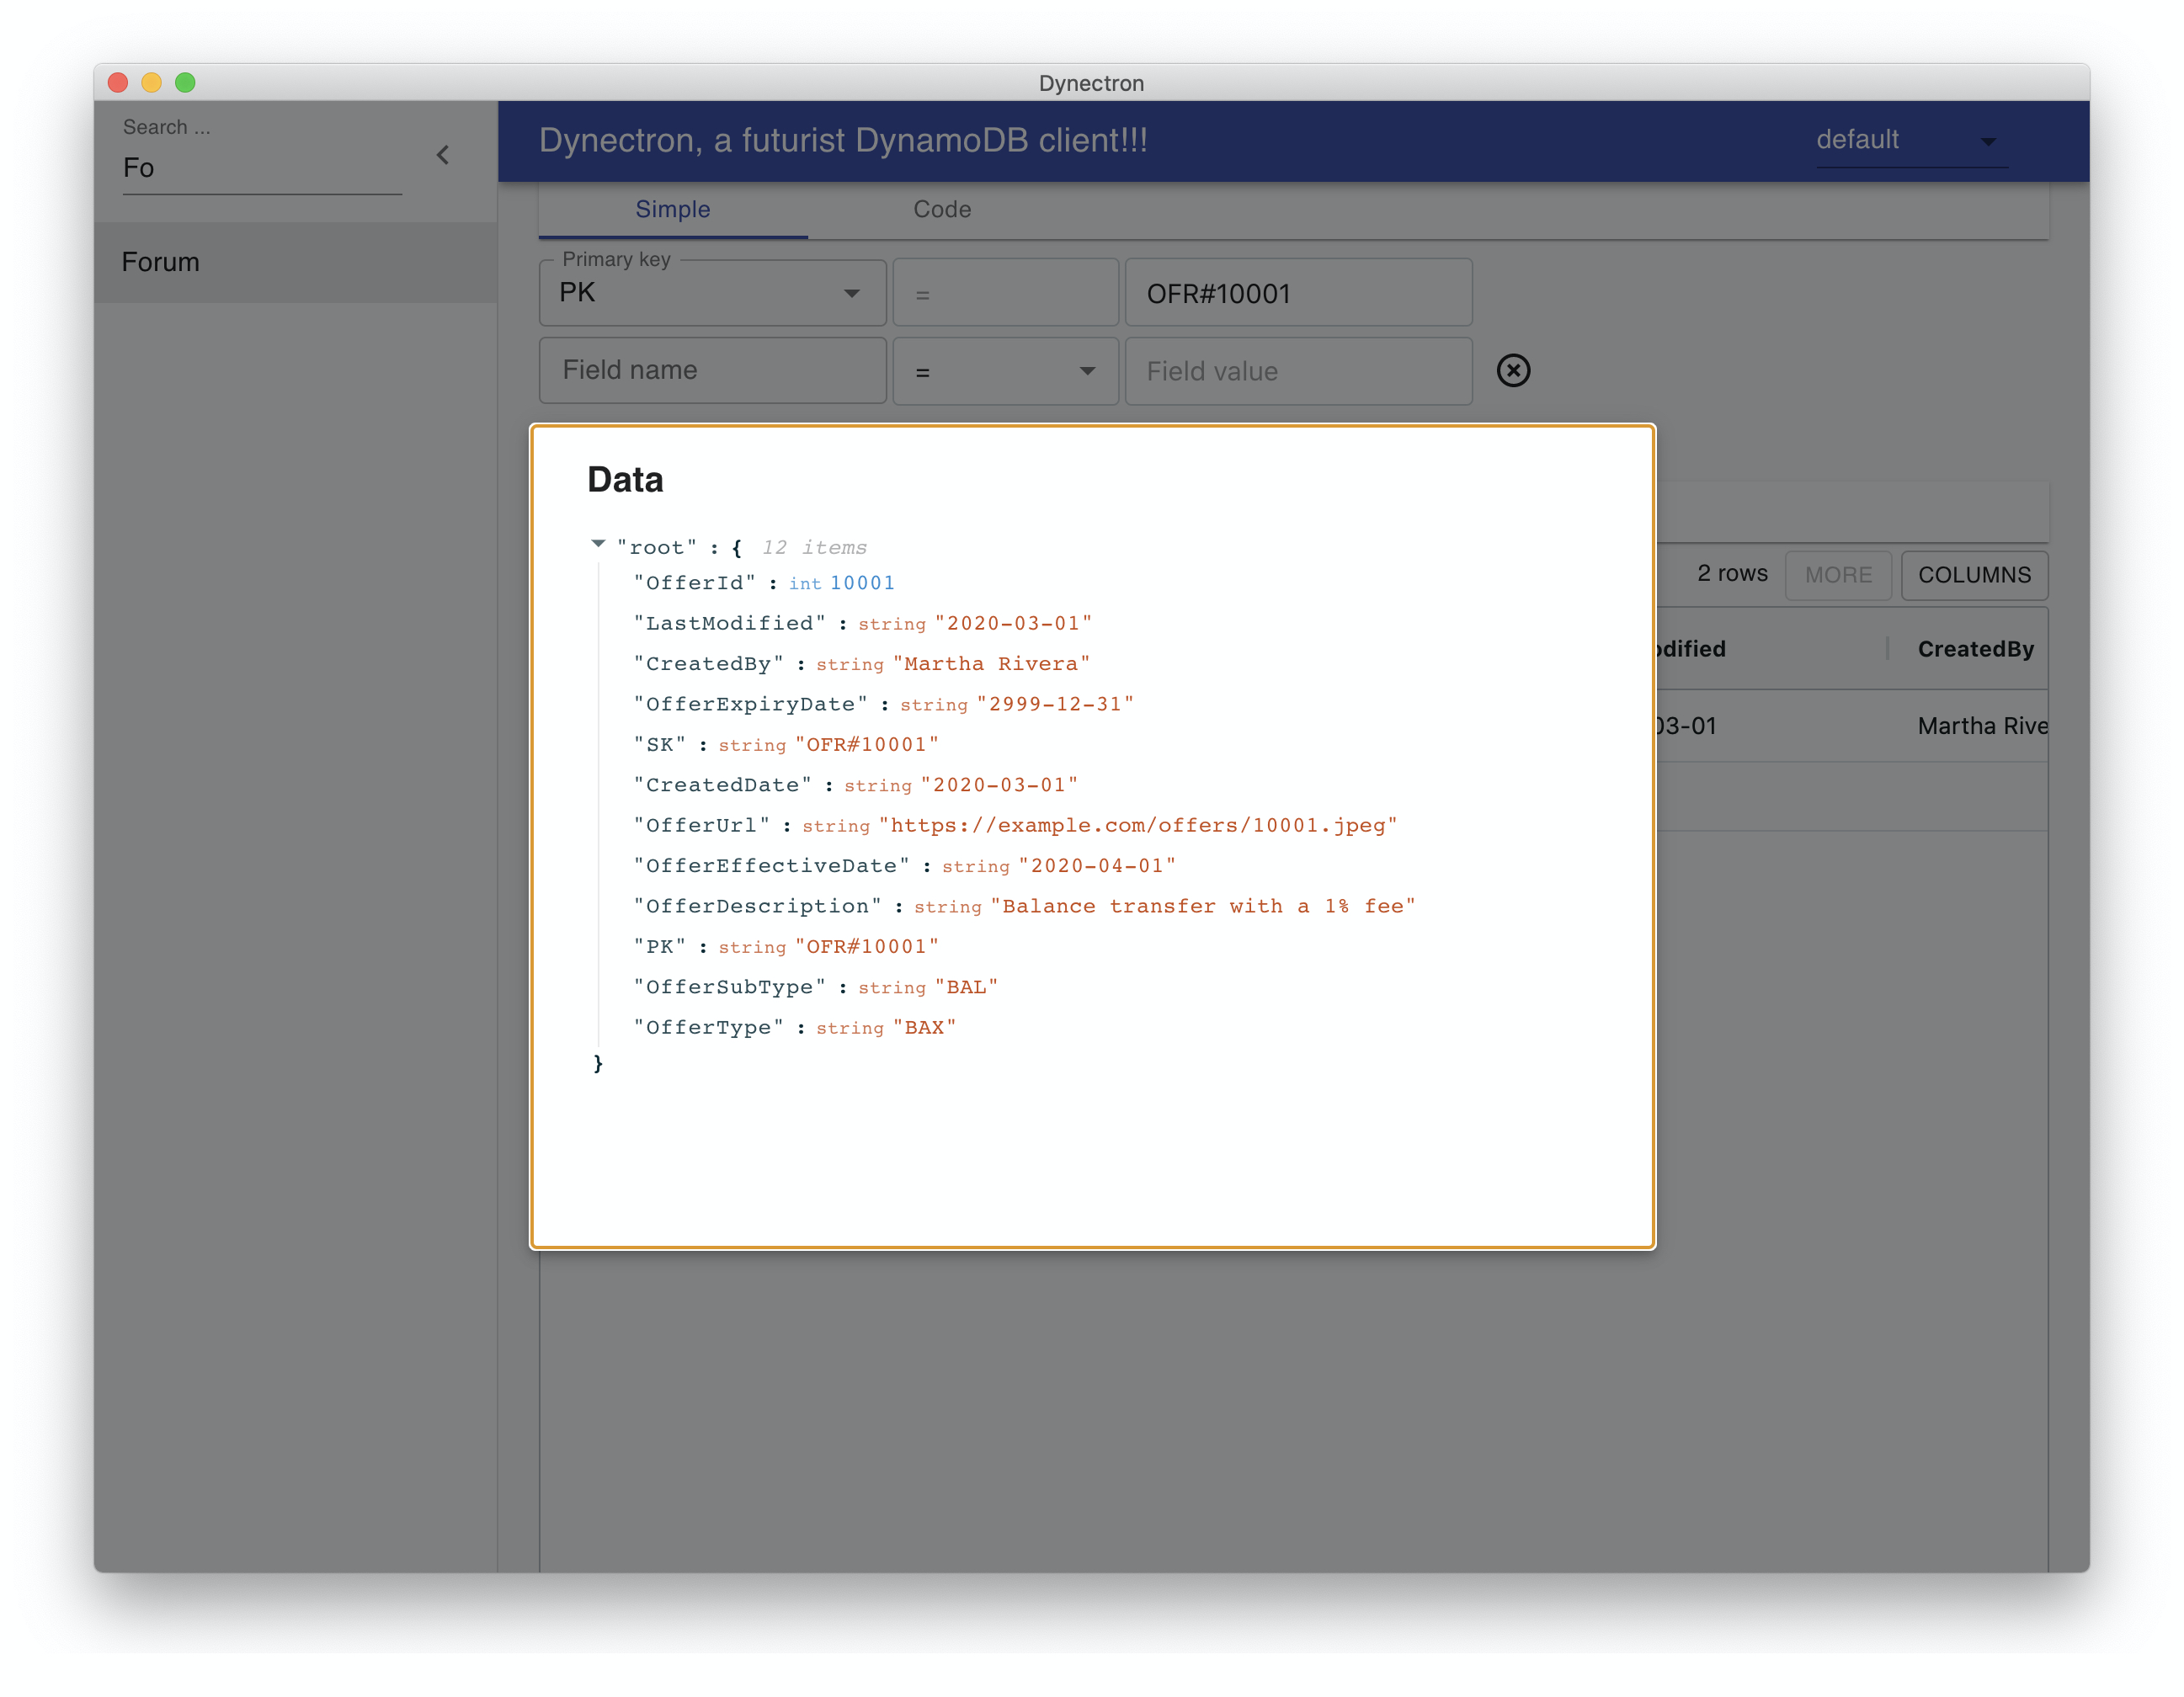 Dynectron
Search ...
Fo
Forum
Dynectron, a futurist DynamoDB client!!!
default
Simple
Code
Primary key
PK
=
OFR#10001
Field name
=
Field value
Data
"root" : { 12 items
"OfferId" : int 10001
"LastModified" : string "2020-03-01"
"CreatedBy" : string "Martha Rivera"
"OfferExpiryDate" : string "2999-12-31"
"SK" : string "OFR#10001"
"CreatedDate" : string "2020-03-01"
"OfferUrl" : string "https://example.com/offers/10001.jpeg"
"OfferEffectiveDate" : string "2020-04-01"
"OfferDescription" : string "Balance transfer with a 1% fee"
"PK" : string "OFR#10001"
"OfferSubType" : string "BAL"
"OfferType" : string "BAX"
}
2 rows
MORE
COLUMNS
odified
CreatedBy
03-01
Martha Rive